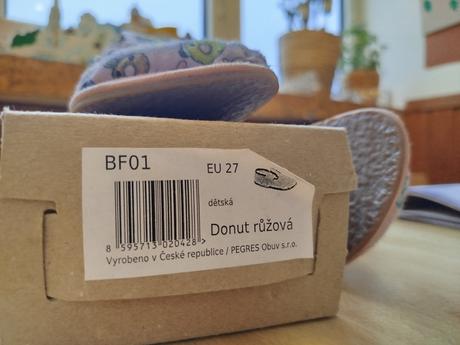 BF01
EU 27
dětská
Donut růžová
8 595713 020428 >
Vyrobeno v České republice / PEGRES Obuv s.r.o.